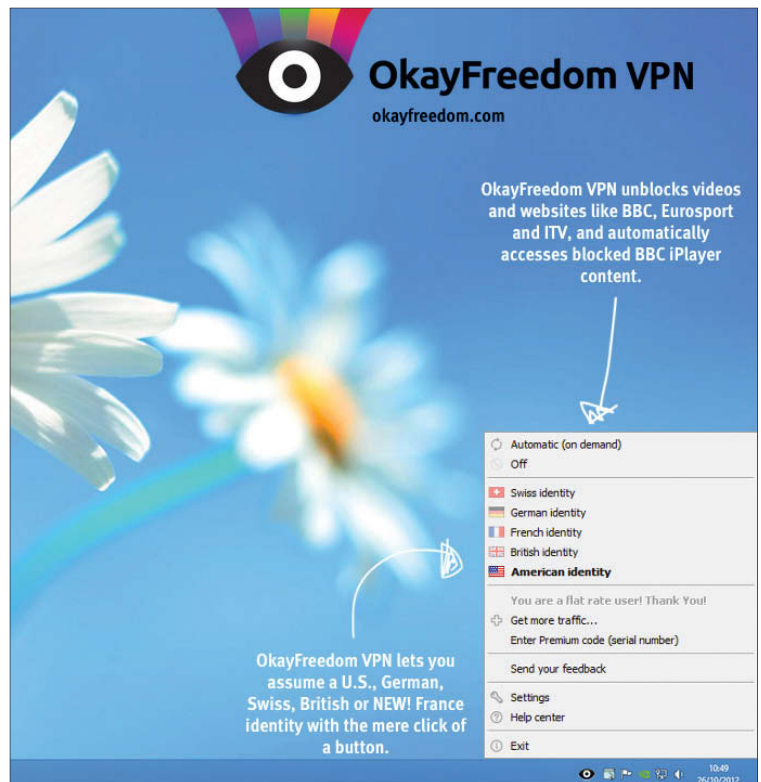 OkayFreedom VPN
okayfreedom.com
OkayFreedom VPN unblocks videos
and websites like BBC, Eurosport
and ITV, and automatically
accesses blocked BBC iPlayer
content.
Automatic (on demand)
Off
Swiss identity
German identity
French identity
British identity
American identity
You are a flat rate user! Thank You!
Get more traffic...
Enter Premium code (serial number)
Send your feedback
Settings
Help center
Exit
OkayFreedom VPN lets you
assume a U.S., German,
Swiss, British or NEW! France
identity with the mere click of
a button.
10:49
26/10/2012